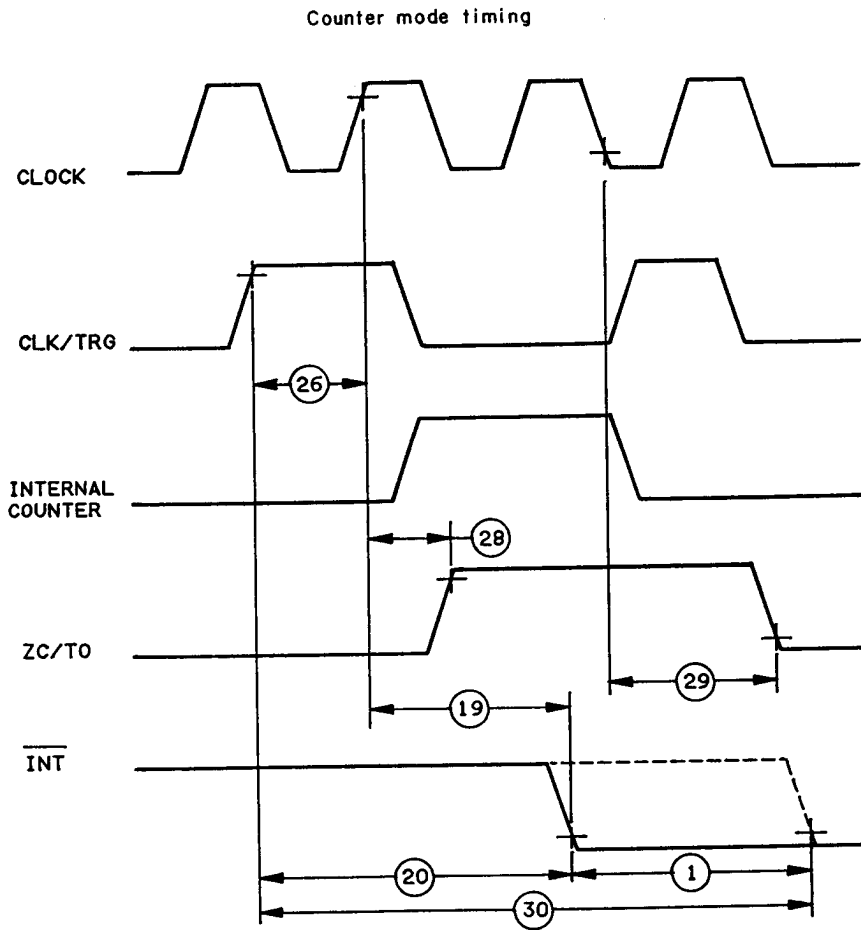 Counter mode timing
CLOCK
CLK/TRG
26
INTERNAL
COUNTER
28
ZC/TO
29
19
INT
20
1
30